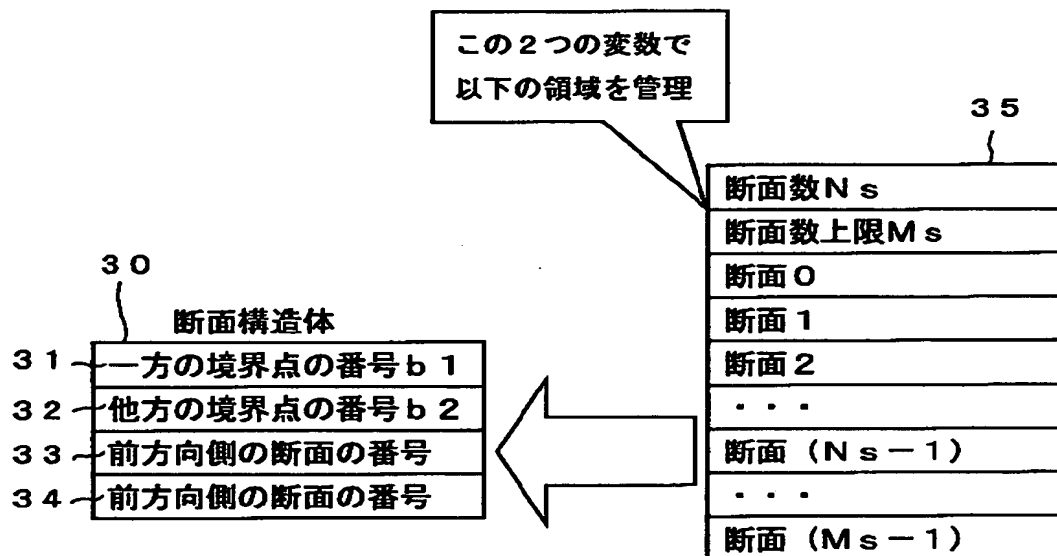 この2つの変数で
以下の領域を管理
35
断面数Ns
断面数上限Ms
断面0
断面1
断面2
・・・
断面(Ns-1)
・・・
断面(Ms-1)
30
断面構造体
31 一方の境界点の番号b1
32 他方の境界点の番号b2
33 前方向側の断面の番号
34 前方向側の断面の番号